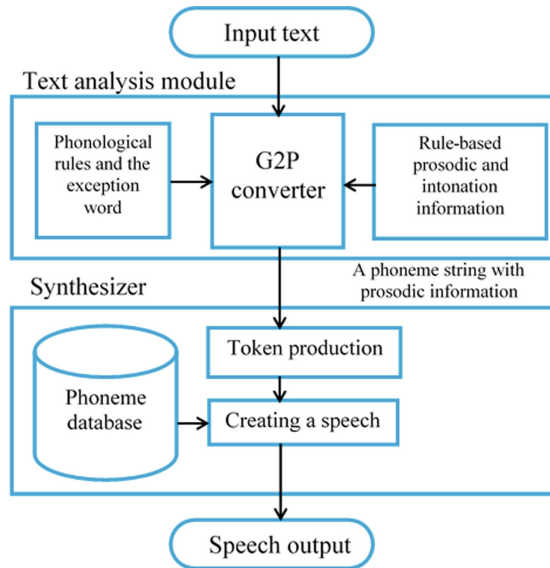 Input text
Text analysis module
Phonological
rules and the
exception
word
G2P
converter
Rule-based
prosodic and
intonation
information
A phoneme string with
prosodic information
Synthesizer
Token production
Phoneme
database
Creating a speech
Speech output